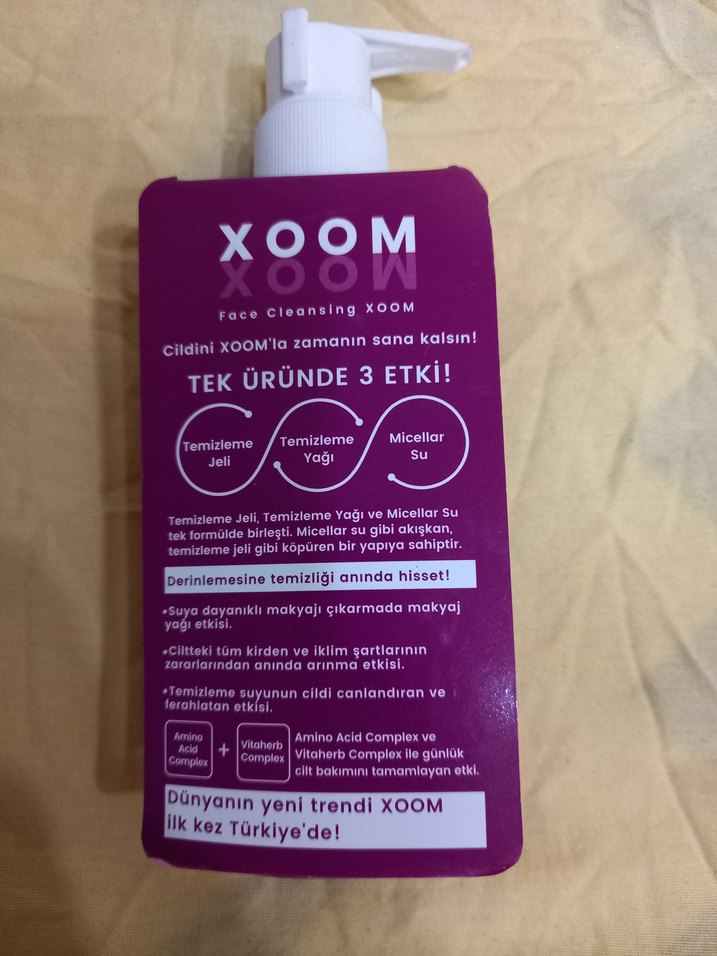 XOOM
XOOM
Face Cleansing XOOM
Cildini XOOM'la zamanın sana kalsın!
TEK ÜRÜNDE 3 ETKİ!
Temizleme
Jeli
Temizleme
Yağı
Micellar
Su
Temizleme Jeli, Temizleme Yağı ve Micellar Su
tek formülde birleşti. Micellar su gibi akışkan,
temizleme jeli gibi köpüren bir yapıya sahiptir.
Derinlemesine temizliği anında hisset!
•Suya dayanıklı makyajı çıkarmada makyaj
yağı etkisi.
•Ciltteki tüm kirden ve iklim şartlarının
zararlarından anında arınma etkisi.
•Temizleme suyunun cildi canlandıran ve
ferahlatan etkisi.
Amino
Acid
Complex
+
Vitaherb
Complex
Amino Acid Complex ve
Vitaherb Complex ile günlük
cilt bakımını tamamlayan etki.
Dünyanın yeni trendi XOOM
ilk kez Türkiye'de!